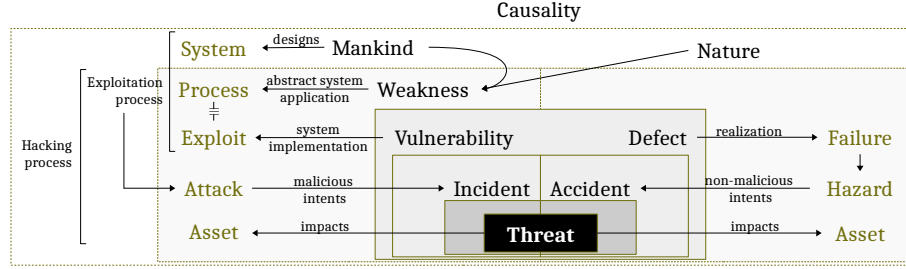 Causality
System
designs
Mankind
Nature
Exploitation
process
Process
abstract system
application
Weakness
Hacking
process
Exploit
system
implementation
Vulnerability
Defect
realization
Failure
Attack
malicious
intents
Incident
Accident
non-malicious
intents
Hazard
Asset
impacts
Threat
impacts
Asset